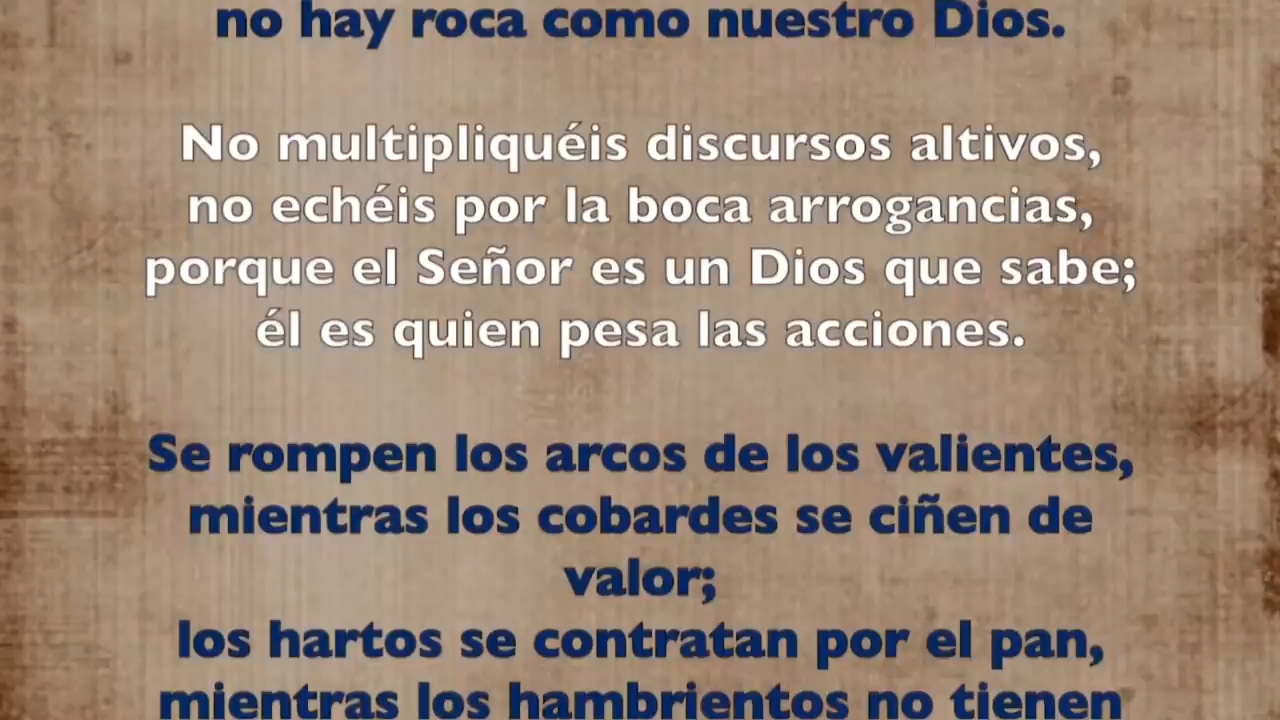 no hay roca como nuestro Dios.
No multipliquéis discursos altivos,
no echéis por la boca arrogancias,
porque el Señor es un Dios que sabe;
él es quien pesa las acciones.
Se rompen los arcos de los valientes,
mientras los cobardes se ciñen de
valor;
los hartos se contratan por el pan,
mientras los hambrientos no tienen